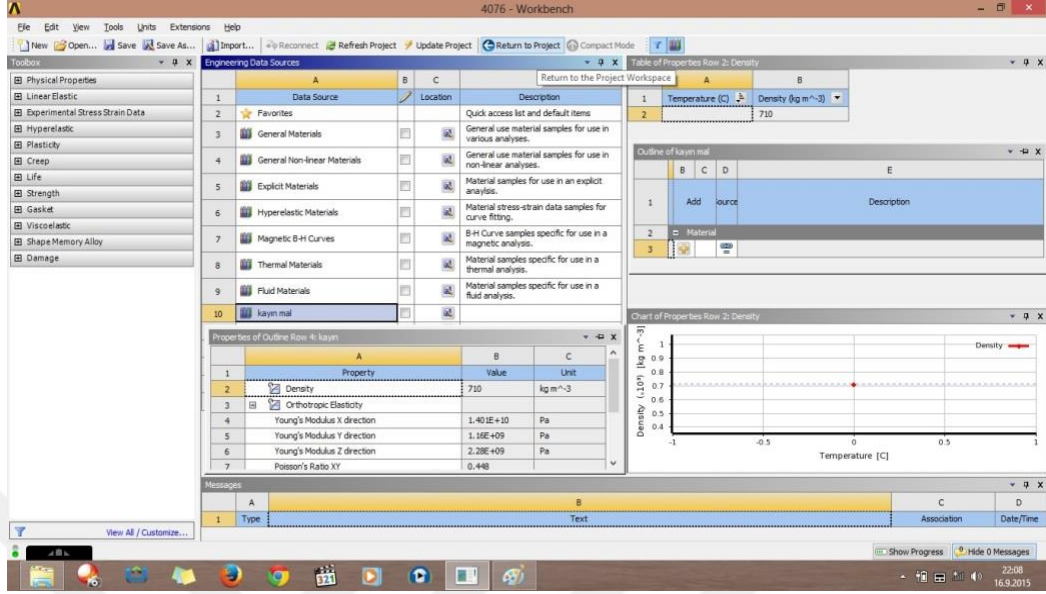 4076 - Workbench
File Edit View Tools Units Extensions Help
New Open... Save Save As... Import... Reconnect Refresh Project Update Project Return to Project Compact Mode
Toolbox
Physical Properties
Linear Elastic
Experimental Stress Strain Data
Hyperelastic
Plasticity
Creep
Life
Strength
Gasket
Viscoelastic
Shape Memory Alloy
Damage
View All / Customize...
Engineering Data Sources
Return to the Project Workspace
A B C
1 Data Source Location Description
2 Favorites Quick access list and default items
3 General Materials General use material samples for use in
various analyses.
4 General Non-linear Materials General use material samples for use in
non-linear analyses.
5 Explicit Materials Material samples for use in an explicit
anaylsis.
6 Hyperelastic Materials Material stress-strain data samples for
curve fitting.
7 Magnetic B-H Curves B-H Curve samples specific for use in a
magnetic analysis.
8 Thermal Materials Material samples specific for use in a
thermal analysis.
9 Fluid Materials Material samples specific for use in a
fluid analysis.
10 kayın mal
Properties of Outline Row 4: kayın
A B C
1 Property Value Unit
2 Density 710 kg m^-3
3 Orthotropic Elasticity
4 Young's Modulus X direction 1.401E+10 Pa
5 Young's Modulus Y direction 1.16E+09 Pa
6 Young's Modulus Z direction 2.28E+09 Pa
7 Poisson's Ratio XY 0.448
Table of Properties Row 2: Density
A B
1 Temperature (C) Density (kg m^-3)
2 710
Outline of kayın mal
B C D E
1 Add Source Description
2 Material
3
Chart of Properties Row 2: Density
Density
Density (.10³) [kg m^-3]
1
0.9
0.8
0.7
0.6
0.5
0.4
-1 -0.5 0 0.5 1
Temperature [C]
Messages
A B C D
1 Type Text Association Date/Time
Show Progress Hide 0 Messages
321
22:08
16.9.2015